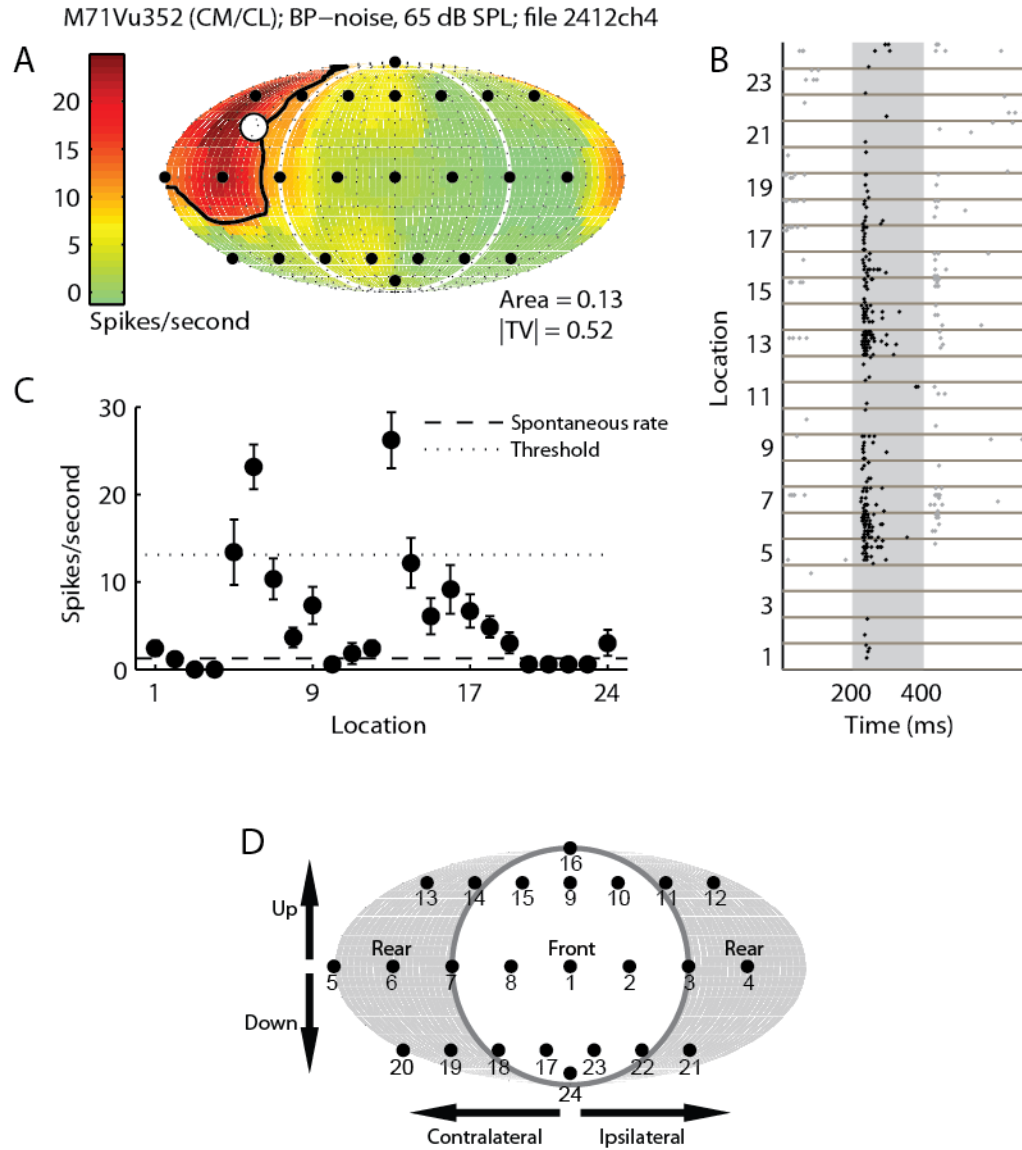 M71Vu352 (CM/CL); BP−noise, 65 dB SPL; file 2412ch4
A
20
15
10
5
0
Spikes/second
Area = 0.13
|TV| = 0.52
B
23
21
19
17
15
13
11
9
7
5
3
1
Location
200 400
Time (ms)
C
30
20
10
0
Spikes/second
Spontaneous rate
Threshold
1 9 17 24
Location
D
Up
Down
16
13 14 15 9 10 11 12
Rear Front Rear
5 6 7 8 1 2 3 4
20 19 18 17 23 22 21
24
Contralateral Ipsilateral